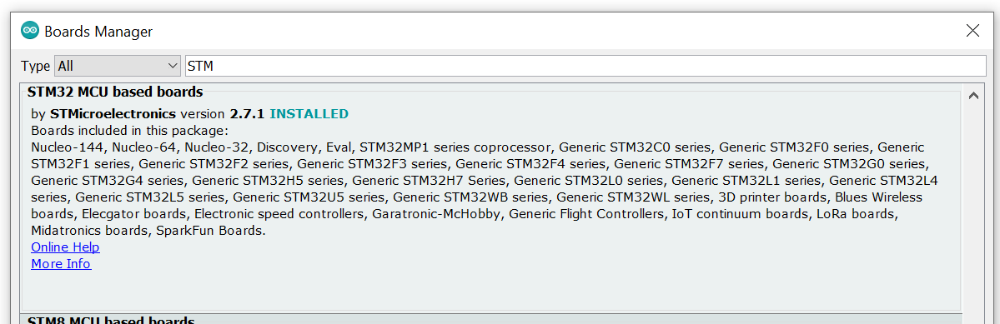 Boards Manager
Type All STM
STM32 MCU based boards
by STMicroelectronics version 2.7.1 INSTALLED
Boards included in this package:
Nucleo-144, Nucleo-64, Nucleo-32, Discovery, Eval, STM32MP1 series coprocessor, Generic STM32C0 series, Generic STM32F0 series, Generic
STM32F1 series, Generic STM32F2 series, Generic STM32F3 series, Generic STM32F4 series, Generic STM32F7 series, Generic STM32G0 series,
Generic STM32G4 series, Generic STM32H5 series, Generic STM32H7 Series, Generic STM32L0 series, Generic STM32L1 series, Generic STM32L4
series, Generic STM32L5 series, Generic STM32U5 series, Generic STM32WB series, Generic STM32WL series, 3D printer boards, Blues Wireless
boards, Elecgator boards, Electronic speed controllers, Garatronic-McHobby, Generic Flight Controllers, IoT continuum boards, LoRa boards,
Midatronics boards, SparkFun Boards.
Online Help
More Info
STM8 MCU based boards